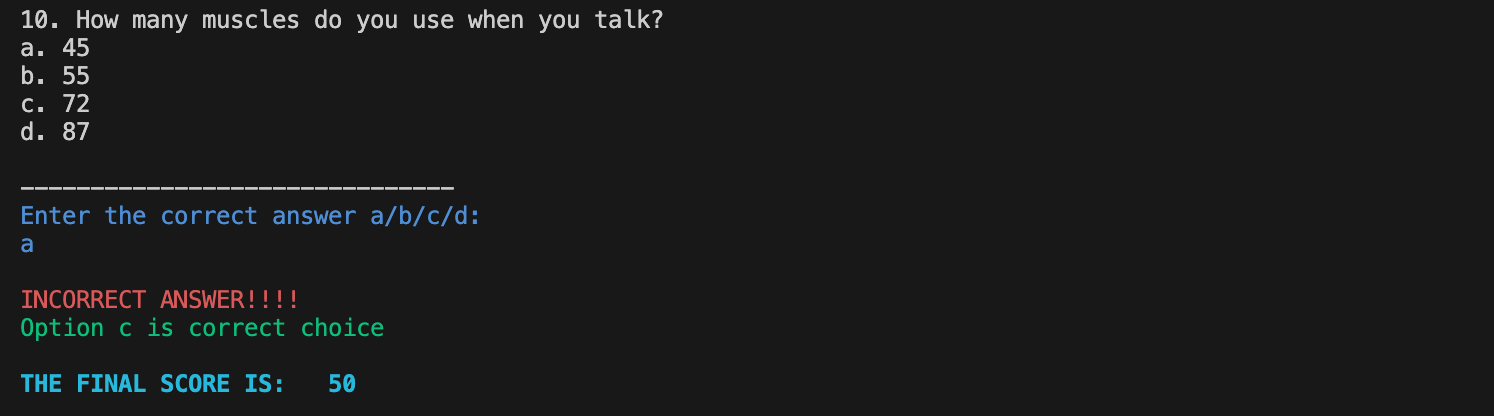 10. How many muscles do you use when you talk?
a. 45
b. 55
c. 72
d. 87
_______________________________
Enter the correct answer a/b/c/d:
a
INCORRECT ANSWER!!!!
Option c is correct choice
THE FINAL SCORE IS:   50